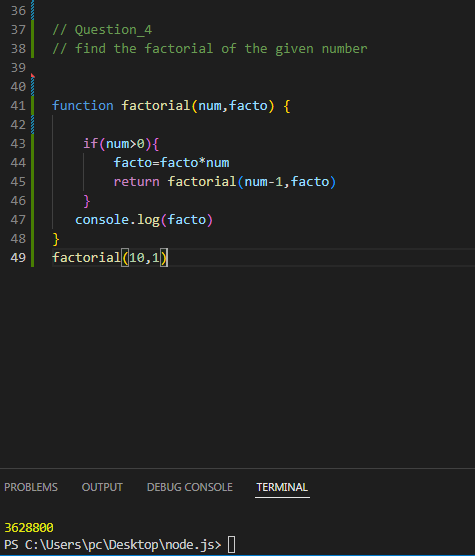 36
37 // Question_4
38 // find the factorial of the given number
39
40
41 function factorial(num,facto) {
42
43 if(num>0){
44 facto=facto*num
45 return factorial(num-1,facto)
46 }
47 console.log(facto)
48 }
49 factorial(10,1)
PROBLEMS OUTPUT DEBUG CONSOLE TERMINAL
3628800
PS C:\Users\pc\Desktop\node.js>